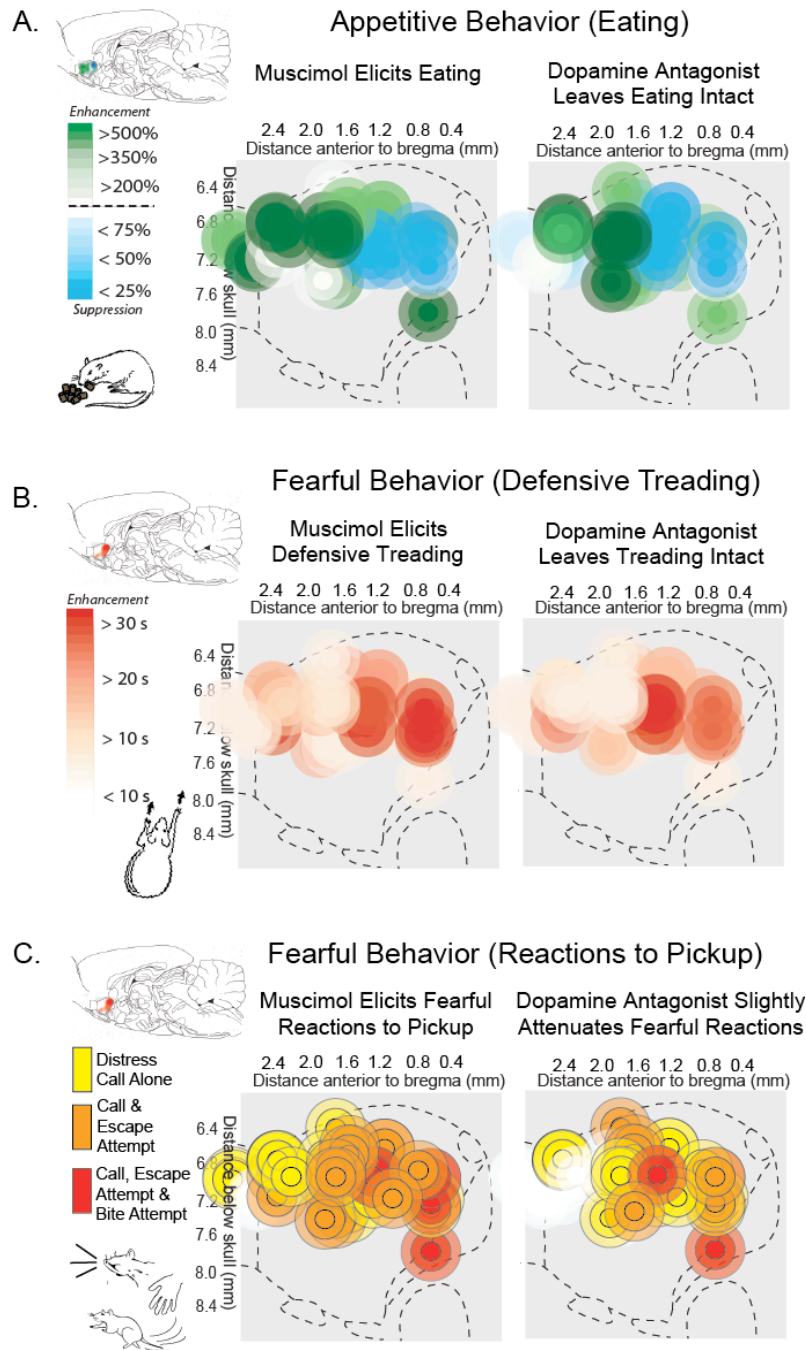 A.
Appetitive Behavior (Eating)
Muscimol Elicits Eating
Dopamine Antagonist
Leaves Eating Intact
Enhancement
>500%
>350%
>200%
< 75%
< 50%
< 25%
Suppression
2.4 2.0 1.6 1.2 0.8 0.4
Distance anterior to bregma (mm)
2.4 2.0 1.6 1.2 0.8 0.4
Distance anterior to bregma (mm)
6.4
6.8
7.2
7.6
8.0
8.4
Distance below skull (mm)
B.
Fearful Behavior (Defensive Treading)
Muscimol Elicits
Defensive Treading
Dopamine Antagonist
Leaves Treading Intact
Enhancement
> 30 s
> 20 s
> 10 s
< 10 s
2.4 2.0 1.6 1.2 0.8 0.4
Distance anterior to bregma (mm)
2.4 2.0 1.6 1.2 0.8 0.4
Distance anterior to bregma (mm)
6.4
6.8
7.2
7.6
8.0
8.4
Distance below skull (mm)
C.
Fearful Behavior (Reactions to Pickup)
Muscimol Elicits Fearful
Reactions to Pickup
Dopamine Antagonist Slightly
Attenuates Fearful Reactions
Distress
Call Alone
Call &
Escape
Attempt
Call, Escape
Attempt &
Bite Attempt
2.4 2.0 1.6 1.2 0.8 0.4
Distance anterior to bregma (mm)
2.4 2.0 1.6 1.2 0.8 0.4
Distance anterior to bregma (mm)
6.4
6.8
7.2
7.6
8.0
8.4
Distance below skull (mm)